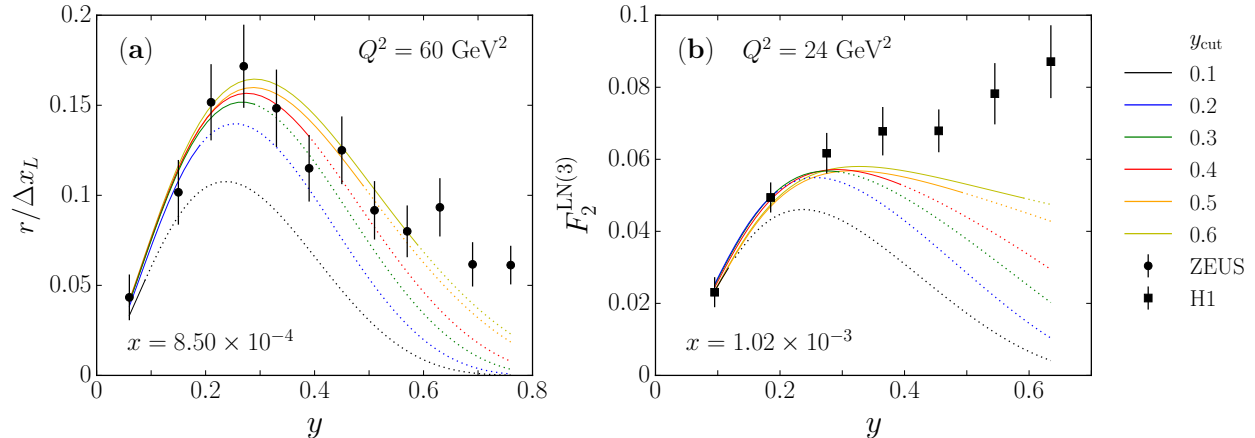 (a) Q² = 60 GeV²
r/Δx_L
0.2
0.15
0.1
0.05
0
x = 8.50 × 10⁻⁴
0 0.2 0.4 0.6 0.8
y
(b) Q² = 24 GeV²
F₂^LN(3)
0.1
0.08
0.06
0.04
0.02
0
x = 1.02 × 10⁻³
0 0.2 0.4 0.6
y
y_cut
0.1
0.2
0.3
0.4
0.5
0.6
ZEUS
H1